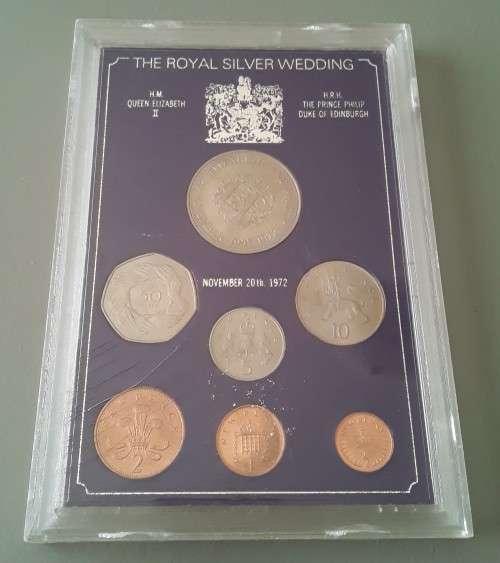 THE ROYAL SILVER WEDDING
H.M.
QUEEN ELIZABETH
II
H.R.H.
THE PRINCE PHILIP
DUKE OF EDINBURGH
NOVEMBER 20th. 1972
10
5
2
1